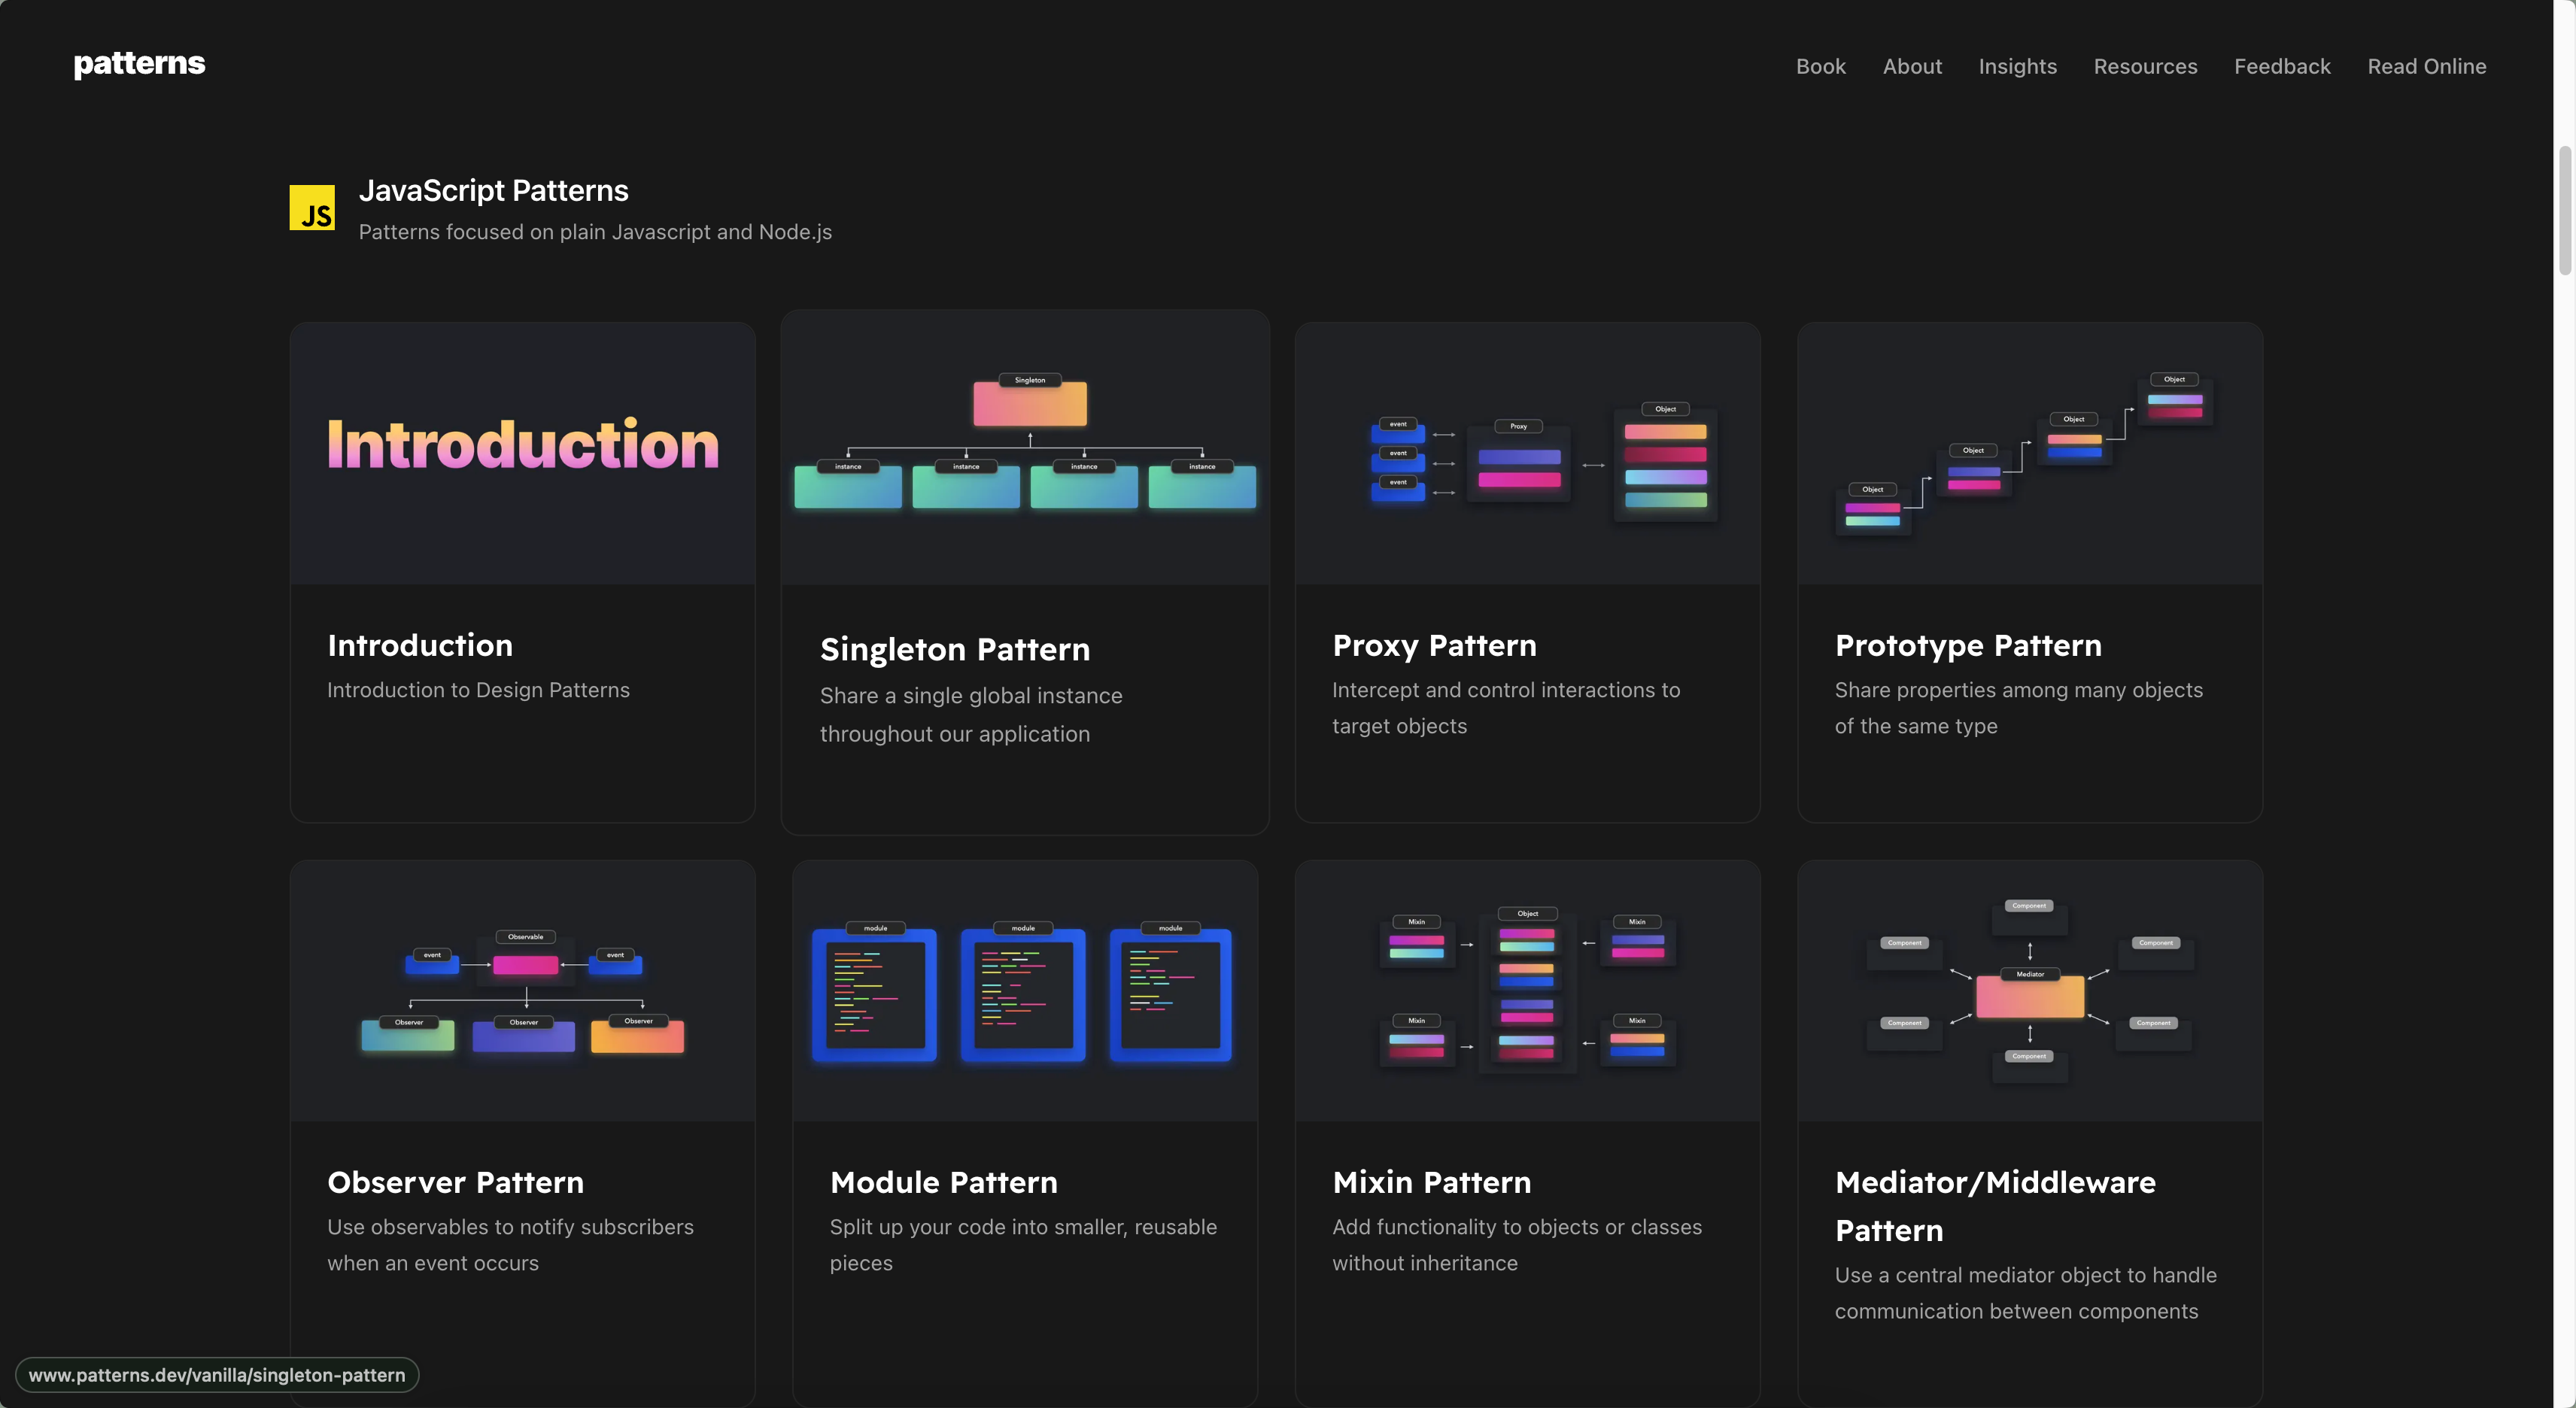 patterns
Book About Insights Resources Feedback Read Online
JS
JavaScript Patterns
Patterns focused on plain Javascript and Node.js
Introduction
Introduction
Introduction to Design Patterns
Singleton
instance instance instance instance
Singleton Pattern
Share a single global instance
throughout our application
event
event
event
Proxy
Object
Proxy Pattern
Intercept and control interactions to
target objects
Object
Object
Object
Object
Prototype Pattern
Share properties among many objects
of the same type
Observable
event event
Observer Observer Observer
Observer Pattern
Use observables to notify subscribers
when an event occurs
module module module
Module Pattern
Split up your code into smaller, reusable
pieces
Mixin Object Mixin
Mixin Mixin
Mixin Pattern
Add functionality to objects or classes
without inheritance
Component
Component Component
Mediator
Component Component
Component
Mediator/Middleware
Pattern
Use a central mediator object to handle
communication between components
www.patterns.dev/vanilla/singleton-pattern